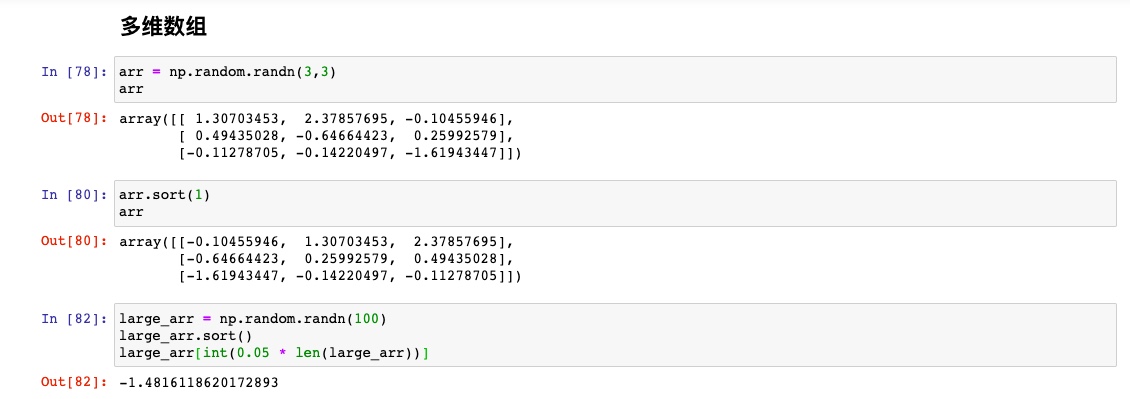 多维数组
In [78]: arr = np.random.randn(3,3)
arr
Out[78]: array([[ 1.30703453,  2.37857695, -0.10455946],
       [ 0.49435028, -0.64664423,  0.25992579],
       [-0.11278705, -0.14220497, -1.61943447]])
In [80]: arr.sort(1)
arr
Out[80]: array([[-0.10455946,  1.30703453,  2.37857695],
       [-0.64664423,  0.25992579,  0.49435028],
       [-1.61943447, -0.14220497, -0.11278705]])
In [82]: large_arr = np.random.randn(100)
large_arr.sort()
large_arr[int(0.05 * len(large_arr))]
Out[82]: -1.4816118620172893